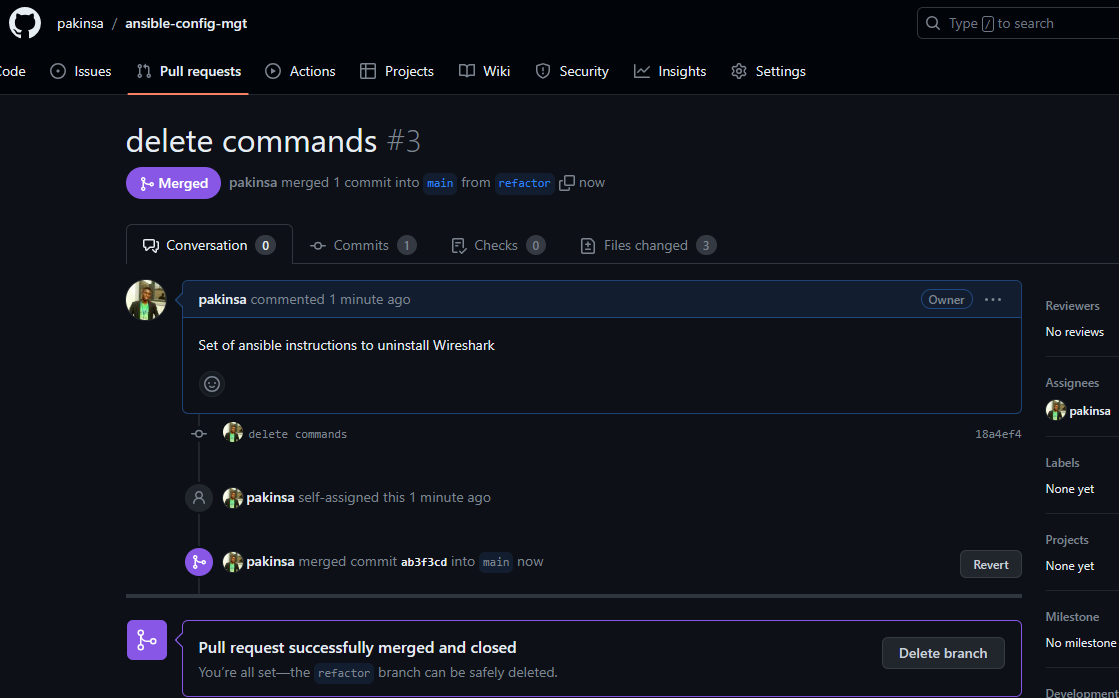 pakinsa / ansible-config-mgt
Type / to search
ode Issues Pull requests Actions Projects Wiki Security Insights Settings
delete commands #3
Merged pakinsa merged 1 commit into main from refactor now
Conversation 0 Commits 1 Checks 0 Files changed 3
pakinsa commented 1 minute ago Owner ...
Set of ansible instructions to uninstall Wireshark
delete commands 18a4ef4
pakinsa self-assigned this 1 minute ago
pakinsa merged commit ab3f3cd into main now Revert
Pull request successfully merged and closed
You're all set—the refactor branch can be safely deleted.
Delete branch
Reviewers
No reviews
Assignees
pakinsa
Labels
None yet
Projects
None yet
Milestone
No milestone
Development